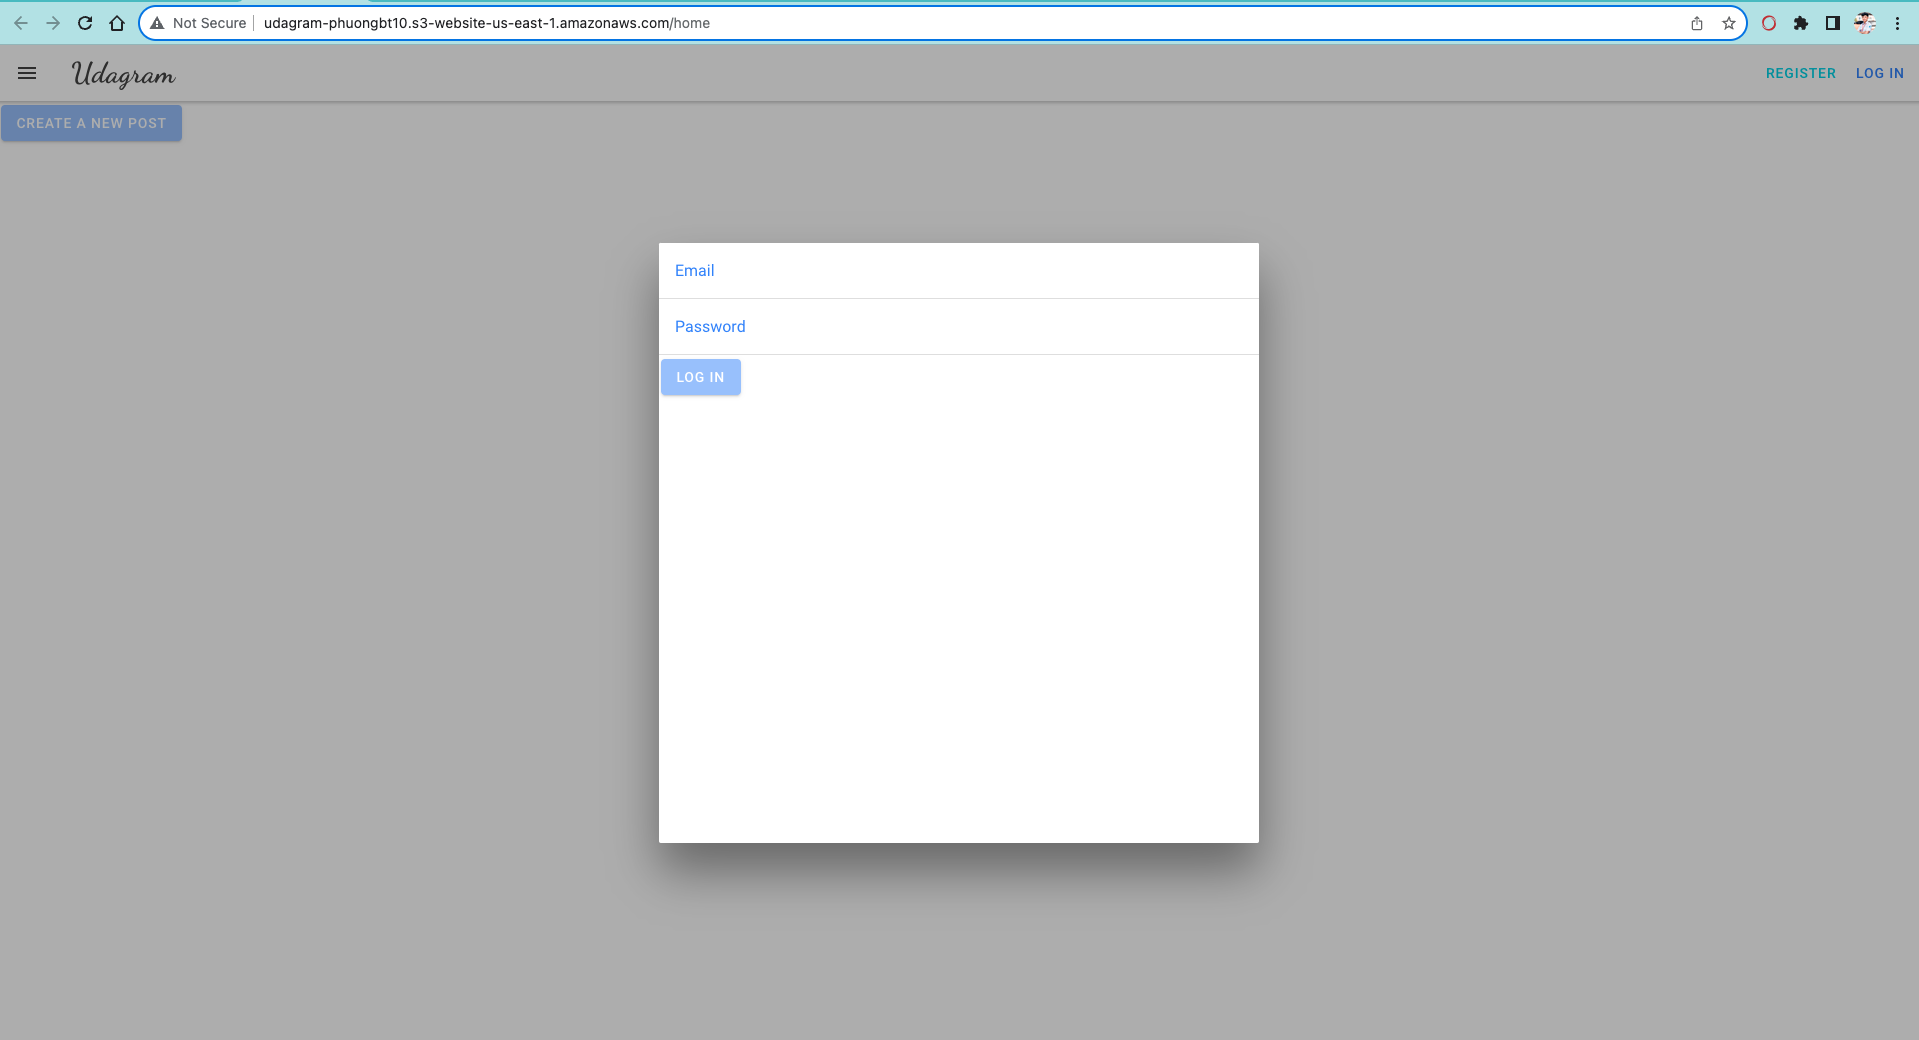 Not Secure udagram-phuongbt10.s3-website-us-east-1.amazonaws.com/home
Udagram REGISTER LOG IN
CREATE A NEW POST
Email
Password
LOG IN